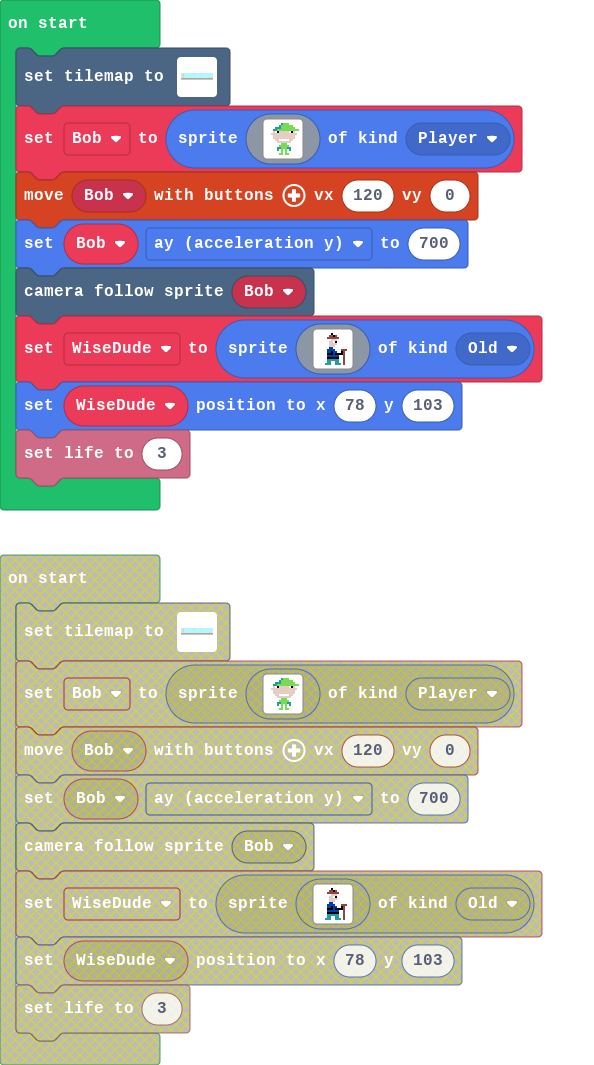 on start
set tilemap to
set Bob to sprite of kind Player
move Bob with buttons vx 120 vy 0
set Bob ay (acceleration y) to 700
camera follow sprite Bob
set WiseDude to sprite of kind Old
set WiseDude position to x 78 y 103
set life to 3
on start
set tilemap to
set Bob to sprite of kind Player
move Bob with buttons vx 120 vy 0
set Bob ay (acceleration y) to 700
camera follow sprite Bob
set WiseDude to sprite of kind Old
set WiseDude position to x 78 y 103
set life to 3